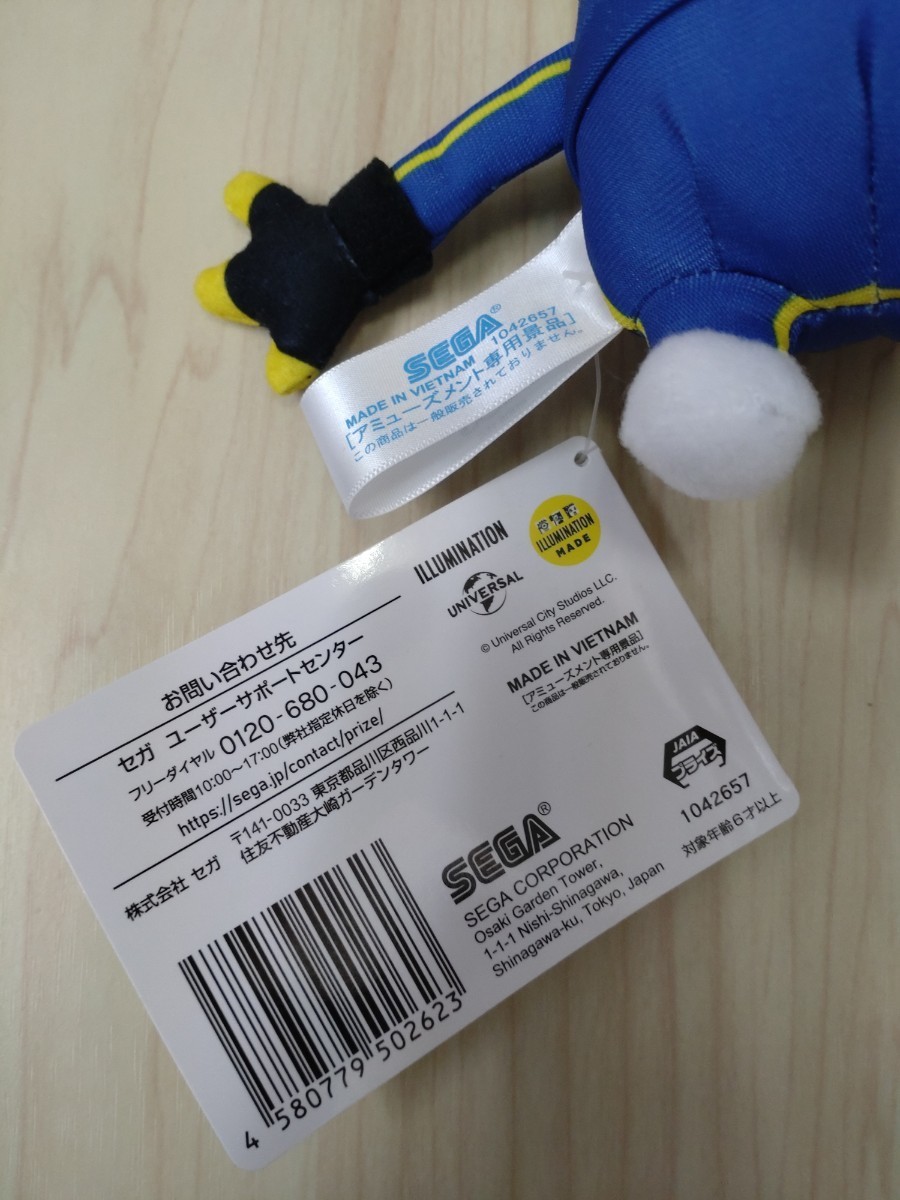 SEGA®
MADE IN VIETNAM 1042657
[アミューズメント専用景品]
この商品は一般販売されておりません。
ILLUMINATION
UNIVERSAL
ILLUMINATION
MADE
© Universal City Studios LLC.
All Rights Reserved.
MADE IN VIETNAM
[アミューズメント専用景品]
この商品は一般販売されておりません。
お問い合わせ先
セガ ユーザーサポートセンター
フリーダイヤル 0120-680-043
受付時間10:00〜17:00(弊社指定休日を除く)
https://sega.jp/contact/prize/
株式会社 セガ
〒141-0033 東京都品川区西品川1-1-1
住友不動産大崎ガーデンタワー
JAIA
プライズ
1042657
対象年齢6才以上
SEGA®
SEGA CORPORATION
Osaki Garden Tower,
1-1-1 Nishi-Shinagawa,
Shinagawa-ku, Tokyo, Japan
4 580779 502623